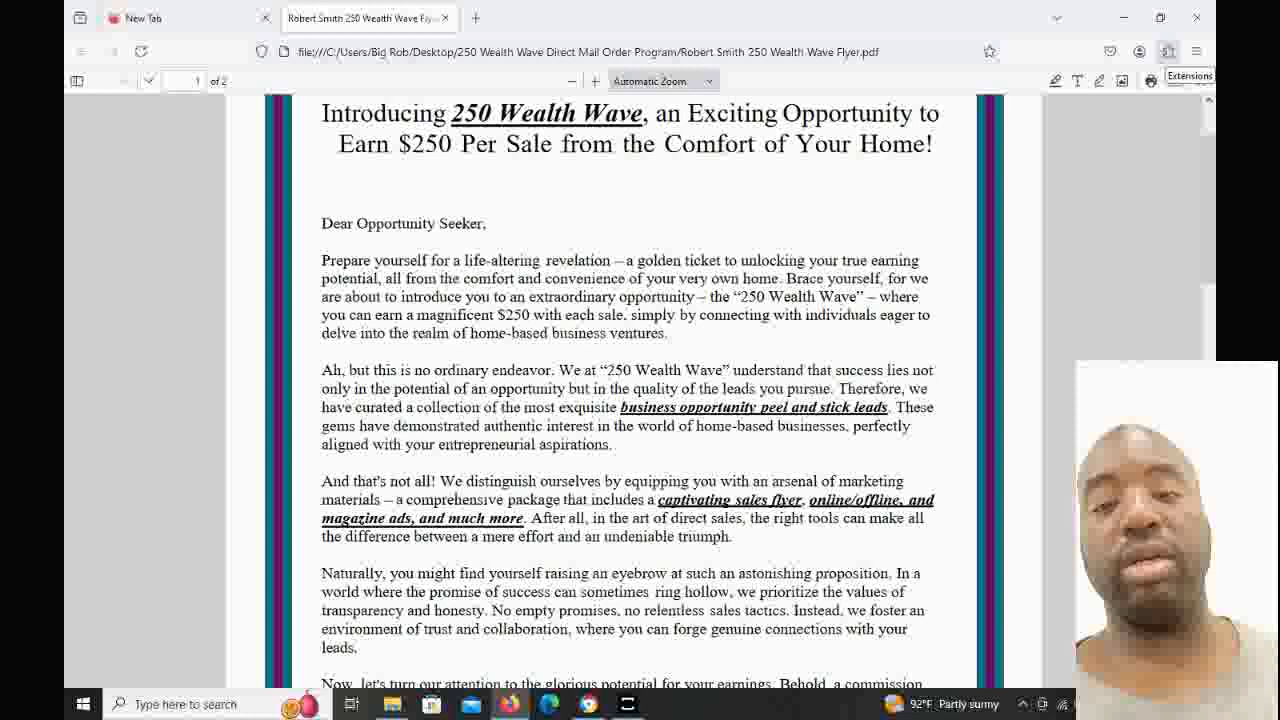 New Tab
Robert Smith 250 Wealth Wave Flye
file:///C:/Users/Big Rob/Desktop/250 Wealth Wave Direct Mail Order Program/Robert Smith 250 Wealth Wave Flyer.pdf
1 of 2
Automatic Zoom
Extensions
Introducing 250 Wealth Wave, an Exciting Opportunity to
Earn $250 Per Sale from the Comfort of Your Home!
Dear Opportunity Seeker,
Prepare yourself for a life-altering revelation – a golden ticket to unlocking your true earning
potential, all from the comfort and convenience of your very own home. Brace yourself, for we
are about to introduce you to an extraordinary opportunity – the “250 Wealth Wave” – where
you can earn a magnificent $250 with each sale, simply by connecting with individuals eager to
delve into the realm of home-based business ventures.
Ah, but this is no ordinary endeavor. We at “250 Wealth Wave” understand that success lies not
only in the potential of an opportunity but in the quality of the leads you pursue. Therefore, we
have curated a collection of the most exquisite business opportunity peel and stick leads. These
gems have demonstrated authentic interest in the world of home-based businesses, perfectly
aligned with your entrepreneurial aspirations.
And that's not all! We distinguish ourselves by equipping you with an arsenal of marketing
materials – a comprehensive package that includes a captivating sales flyer, online/offline, and
magazine ads, and much more. After all, in the art of direct sales, the right tools can make all
the difference between a mere effort and an undeniable triumph.
Naturally, you might find yourself raising an eyebrow at such an astonishing proposition. In a
world where the promise of success can sometimes ring hollow, we prioritize the values of
transparency and honesty. No empty promises, no relentless sales tactics. Instead, we foster an
environment of trust and collaboration, where you can forge genuine connections with your
leads.
Now, let's turn our attention to the glorious potential for your earnings. Behold, a commission
Type here to search
92°F Partly sunny